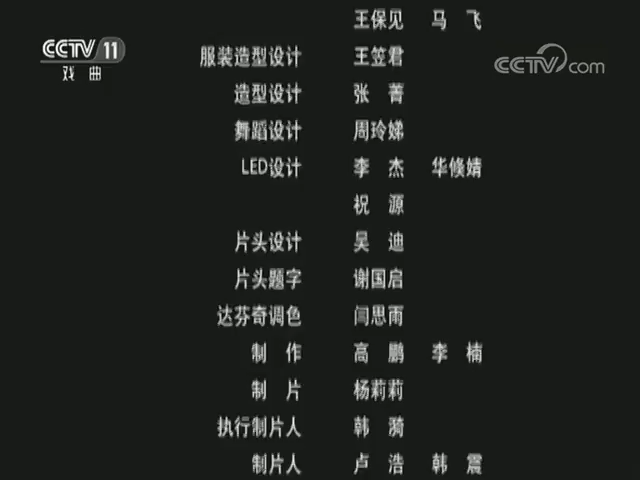 王保见 马 飞
CCTV 11
戏曲
CCTV.com
服装造型设计 王笠君
造型设计 张 菁
舞蹈设计 周玲娣
LED设计 李 杰 华倏婧
祝 源
片头设计 吴 迪
片头题字 谢国启
达芬奇调色 闫思雨
制 作 高 鹏 李 楠
制 片 杨莉莉
执行制片人 韩 漪
制片人 卢 浩 韩 震